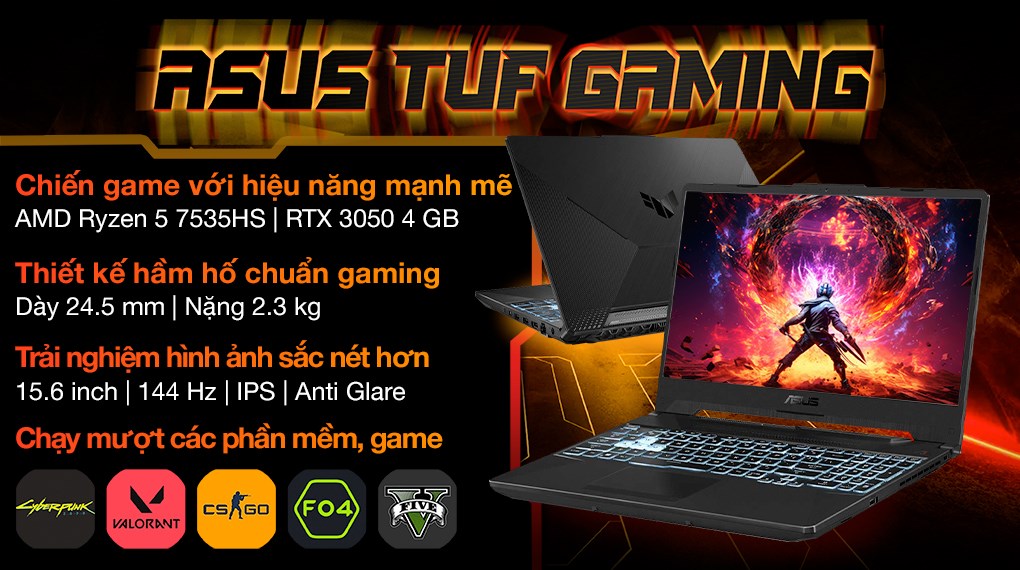 ASUS TUF GAMING
Chiến game với hiệu năng mạnh mẽ
AMD Ryzen 5 7535HS | RTX 3050 4 GB
Thiết kế hầm hố chuẩn gaming
Dày 24.5 mm | Nặng 2.3 kg
Trải nghiệm hình ảnh sắc nét hơn
15.6 inch | 144 Hz | IPS | Anti Glare
Chạy mượt các phần mềm, game
Cyberpunk
VALORANT
CS GO
FO4
V
FIVE
ASUS